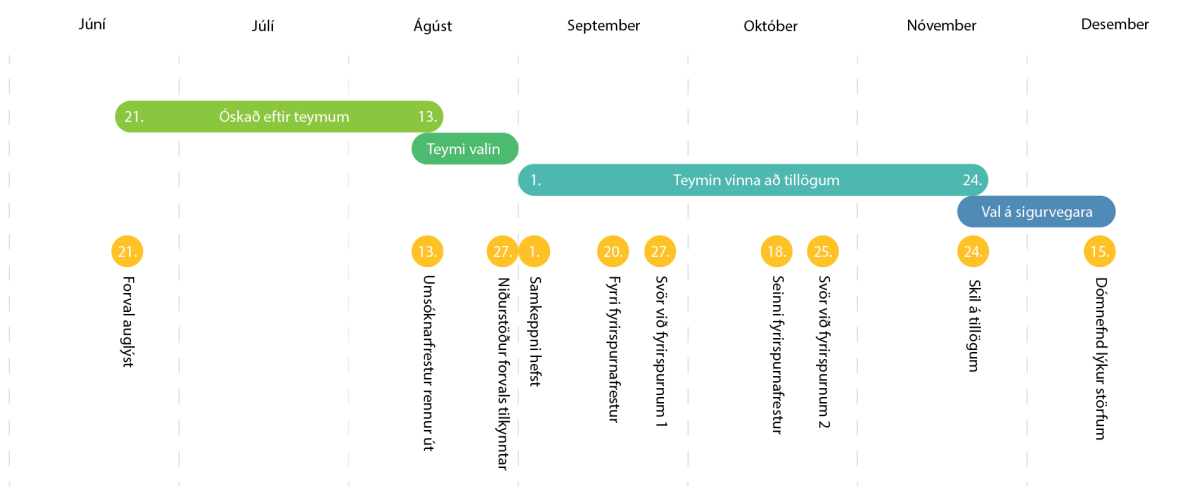 Júní
Júlí
Ágúst
September
Október
Nóvember
Desember
21. Óskað eftir teymum 13.
Teymi valin
1. Teymin vinna að tillögum 24.
Val á sigurvegara
21.
13.
27.
1.
20.
27.
18.
25.
24.
15.
Forval auglýst
Umsóknarfrestur rennur út
Niðurstöður forvals tilkynntar
Samkeppni hefst
Fyrri fyrirspurnafrestur
Svör við fyrirspurnum 1
Seinni fyrirspurnafrestur
Svör við fyrirspurnum 2
Skil á tillögum
Dómnefnd lýkur störfum